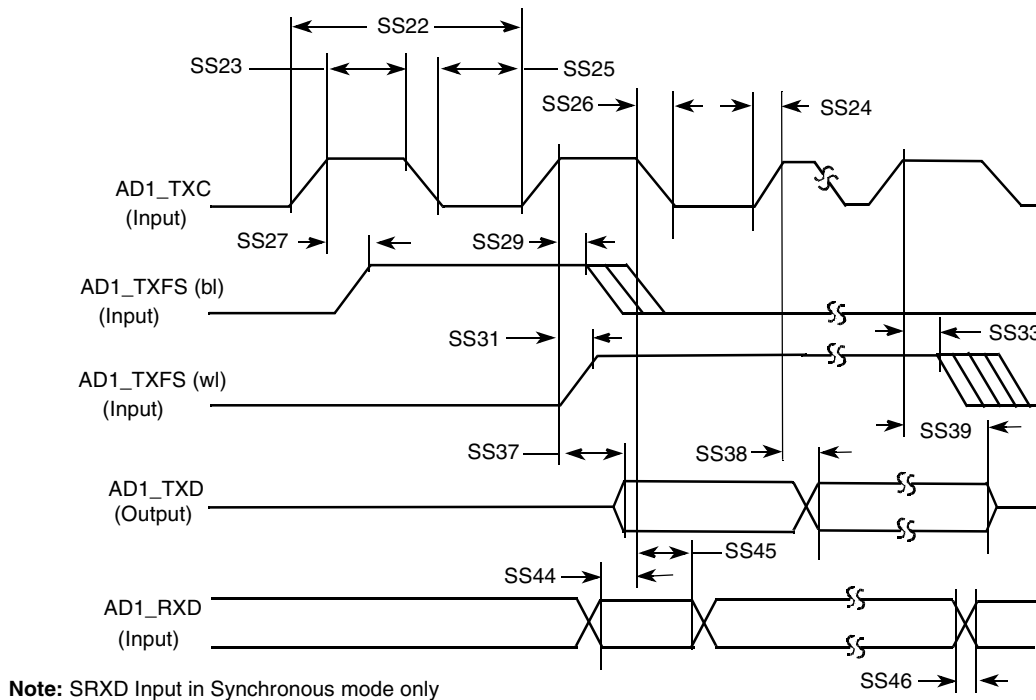 SS22
SS23
SS25
SS26
SS24
AD1_TXC
(Input)
SS27
SS29
AD1_TXFS (bl)
(Input)
SS31
SS33
AD1_TXFS (wl)
(Input)
SS37
SS38
SS39
AD1_TXD
(Output)
SS45
SS44
AD1_RXD
(Input)
SS46
Note: SRXD Input in Synchronous mode only